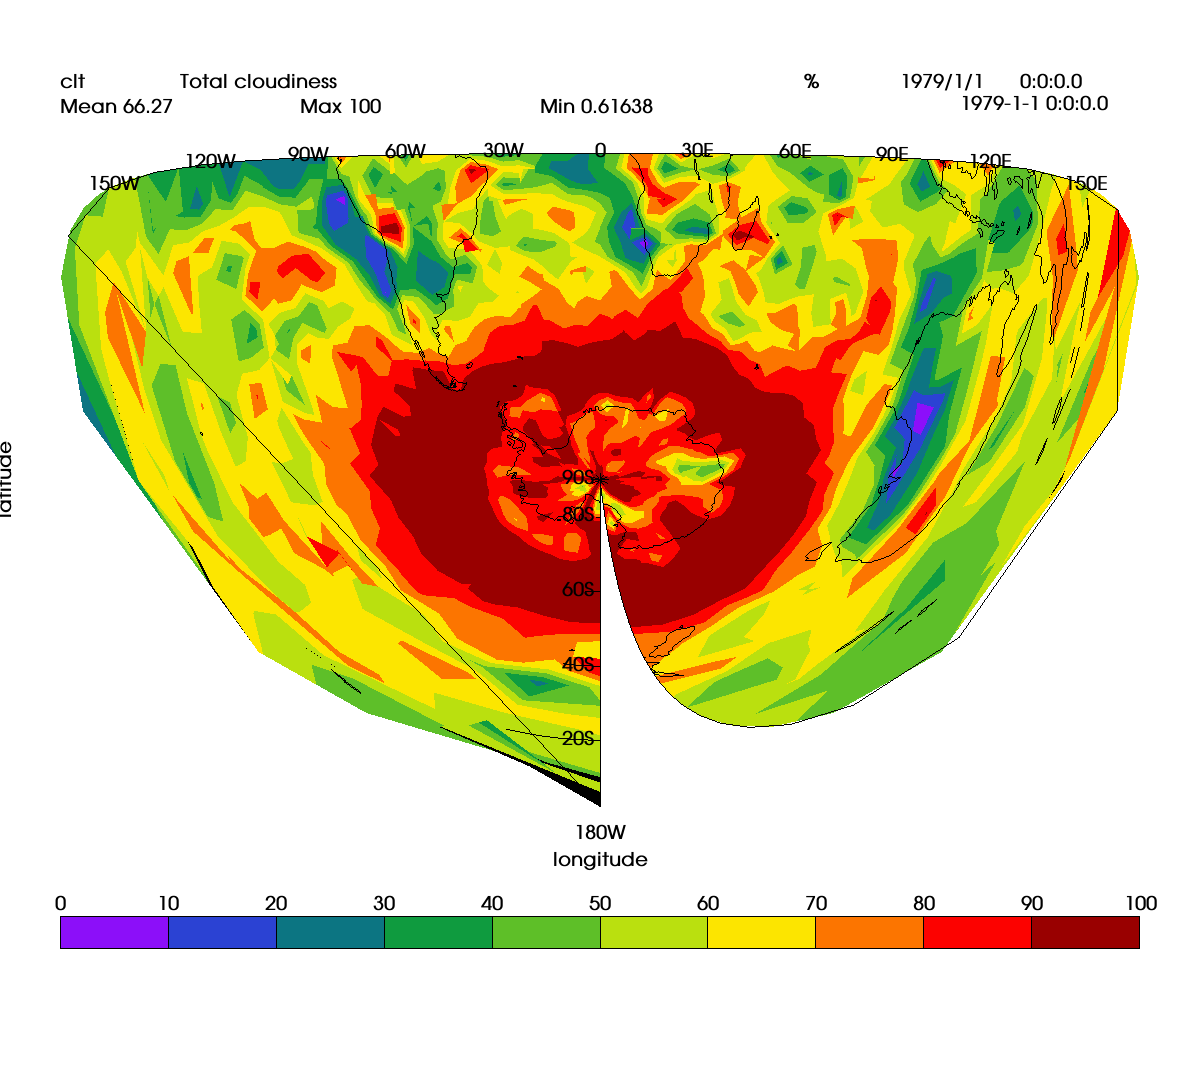 clt Total cloudiness % 1979/1/1 0:0:0.0
Mean 66.27 Max 100 Min 0.61638 1979-1-1 0:0:0.0
150W 120W 90W 60W 30W 0 30E 60E 90E 120E 150E
latitude
90S
80S
60S
40S
20S
180W
longitude
0 10 20 30 40 50 60 70 80 90 100